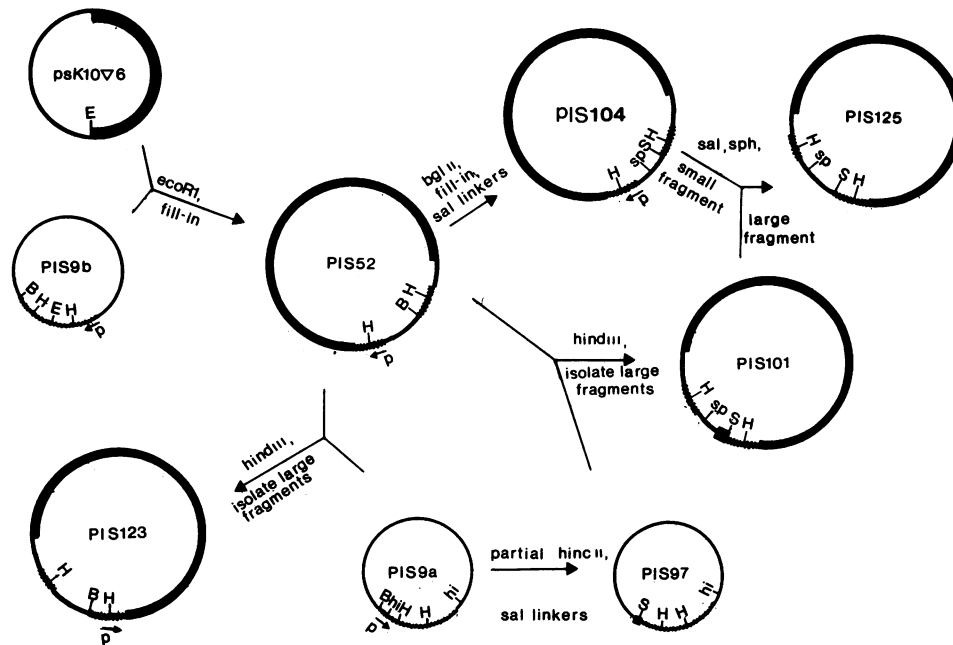 psK10▽6
E
ecoR1,
fill-in
PIS9b
B H E H
p
PIS52
H
B
H
p
bgl II,
fill-in,
sal linkers
PIS104
H
S
sp
H
p
sal, sph,
small
fragment
large
fragment
PIS125
H
sp
S H
hind III,
isolate large
fragments
PIS101
H
sp S H
hind III,
isolate large
fragments
PIS123
H
B H
p
PIS9a
B hi H H hi
p
partial hinc II,
sal linkers
PIS97
S H H hi